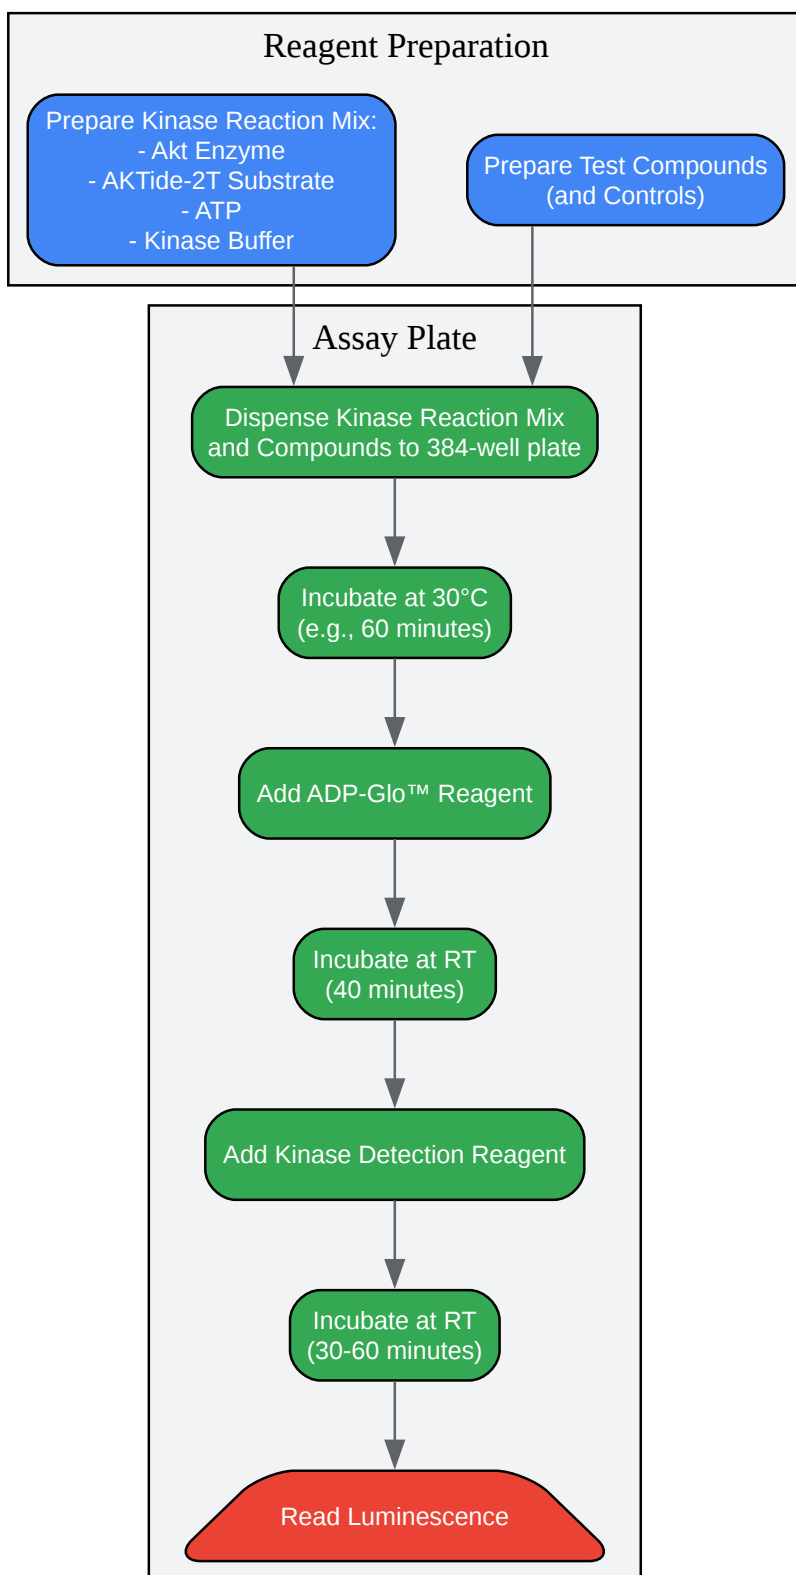 Reagent Preparation
Prepare Kinase Reaction Mix:
- Akt Enzyme
- AKTide-2T Substrate
- ATP
- Kinase Buffer
Prepare Test Compounds
(and Controls)
Assay Plate
Dispense Kinase Reaction Mix
and Compounds to 384-well plate
Incubate at 30°C
(e.g., 60 minutes)
Add ADP-Glo™ Reagent
Incubate at RT
(40 minutes)
Add Kinase Detection Reagent
Incubate at RT
(30-60 minutes)
Read Luminescence